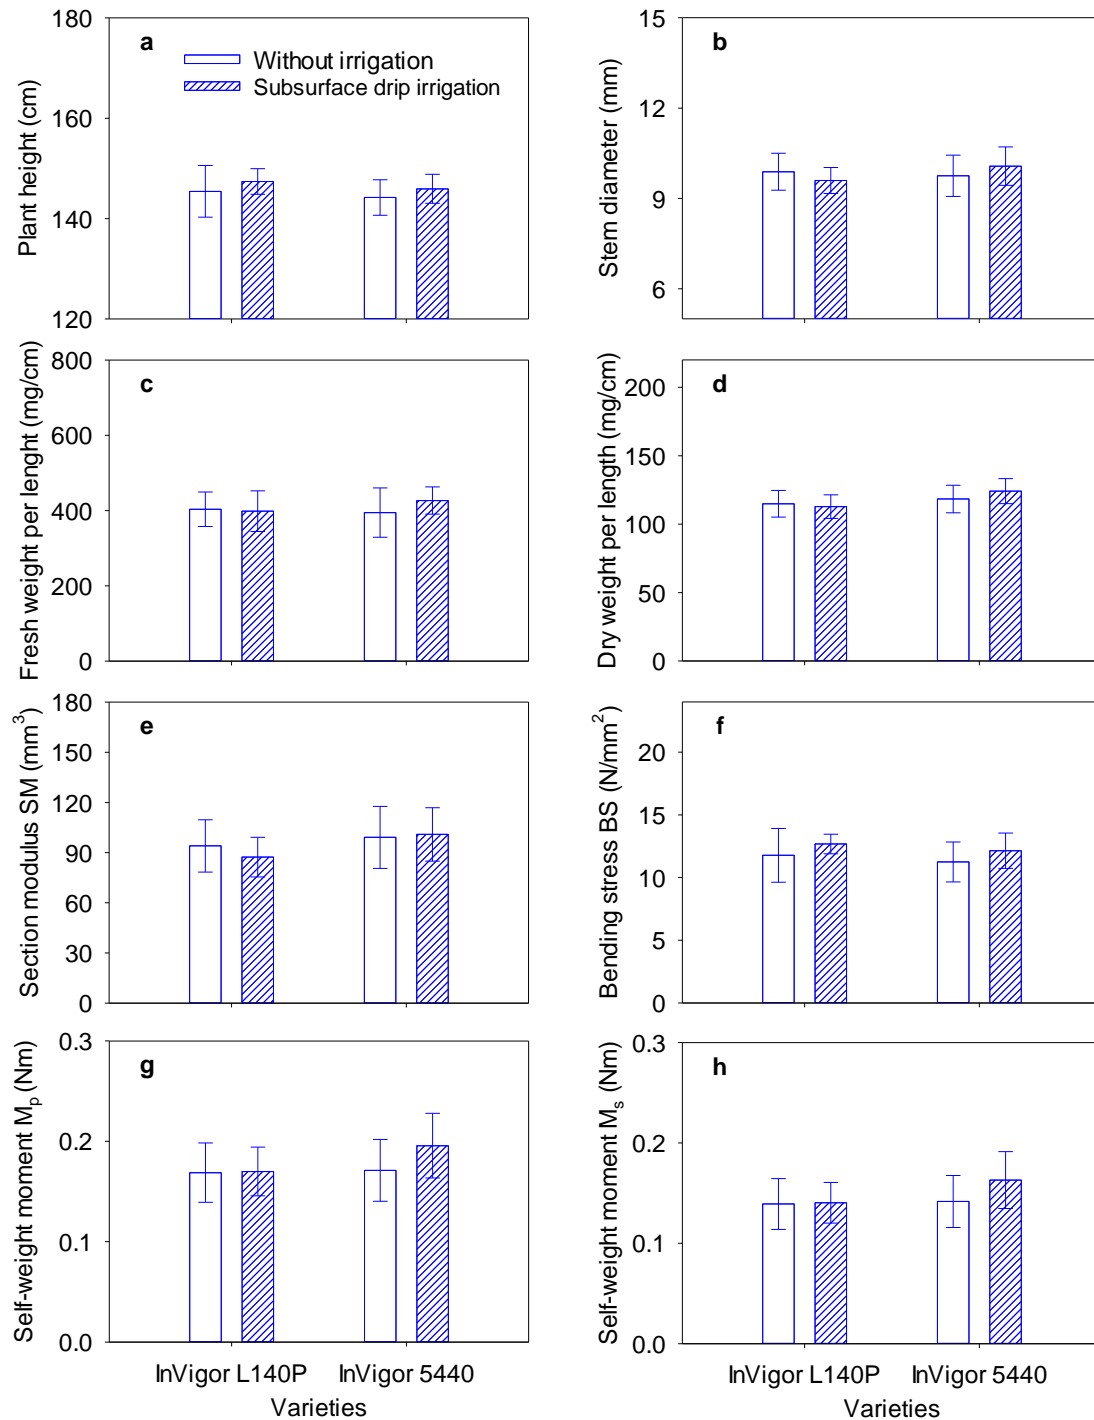 a
Without irrigation
Subsurface drip irrigation
Plant height (cm)
180
160
140
120
b
Stem diameter (mm)
15
12
9
6
c
Fresh weight per lenght (mg/cm)
800
600
400
200
0
d
Dry weight per length (mg/cm)
200
150
100
50
0
e
Section modulus SM (mm³)
180
150
120
90
60
30
0
f
Bending stress BS (N/mm²)
20
15
10
5
0
g
Self-weight moment Mₚ (Nm)
0.3
0.2
0.1
0.0
InVigor L140P
InVigor 5440
Varieties
h
Self-weight moment Mₛ (Nm)
0.3
0.2
0.1
0.0
InVigor L140P
InVigor 5440
Varieties